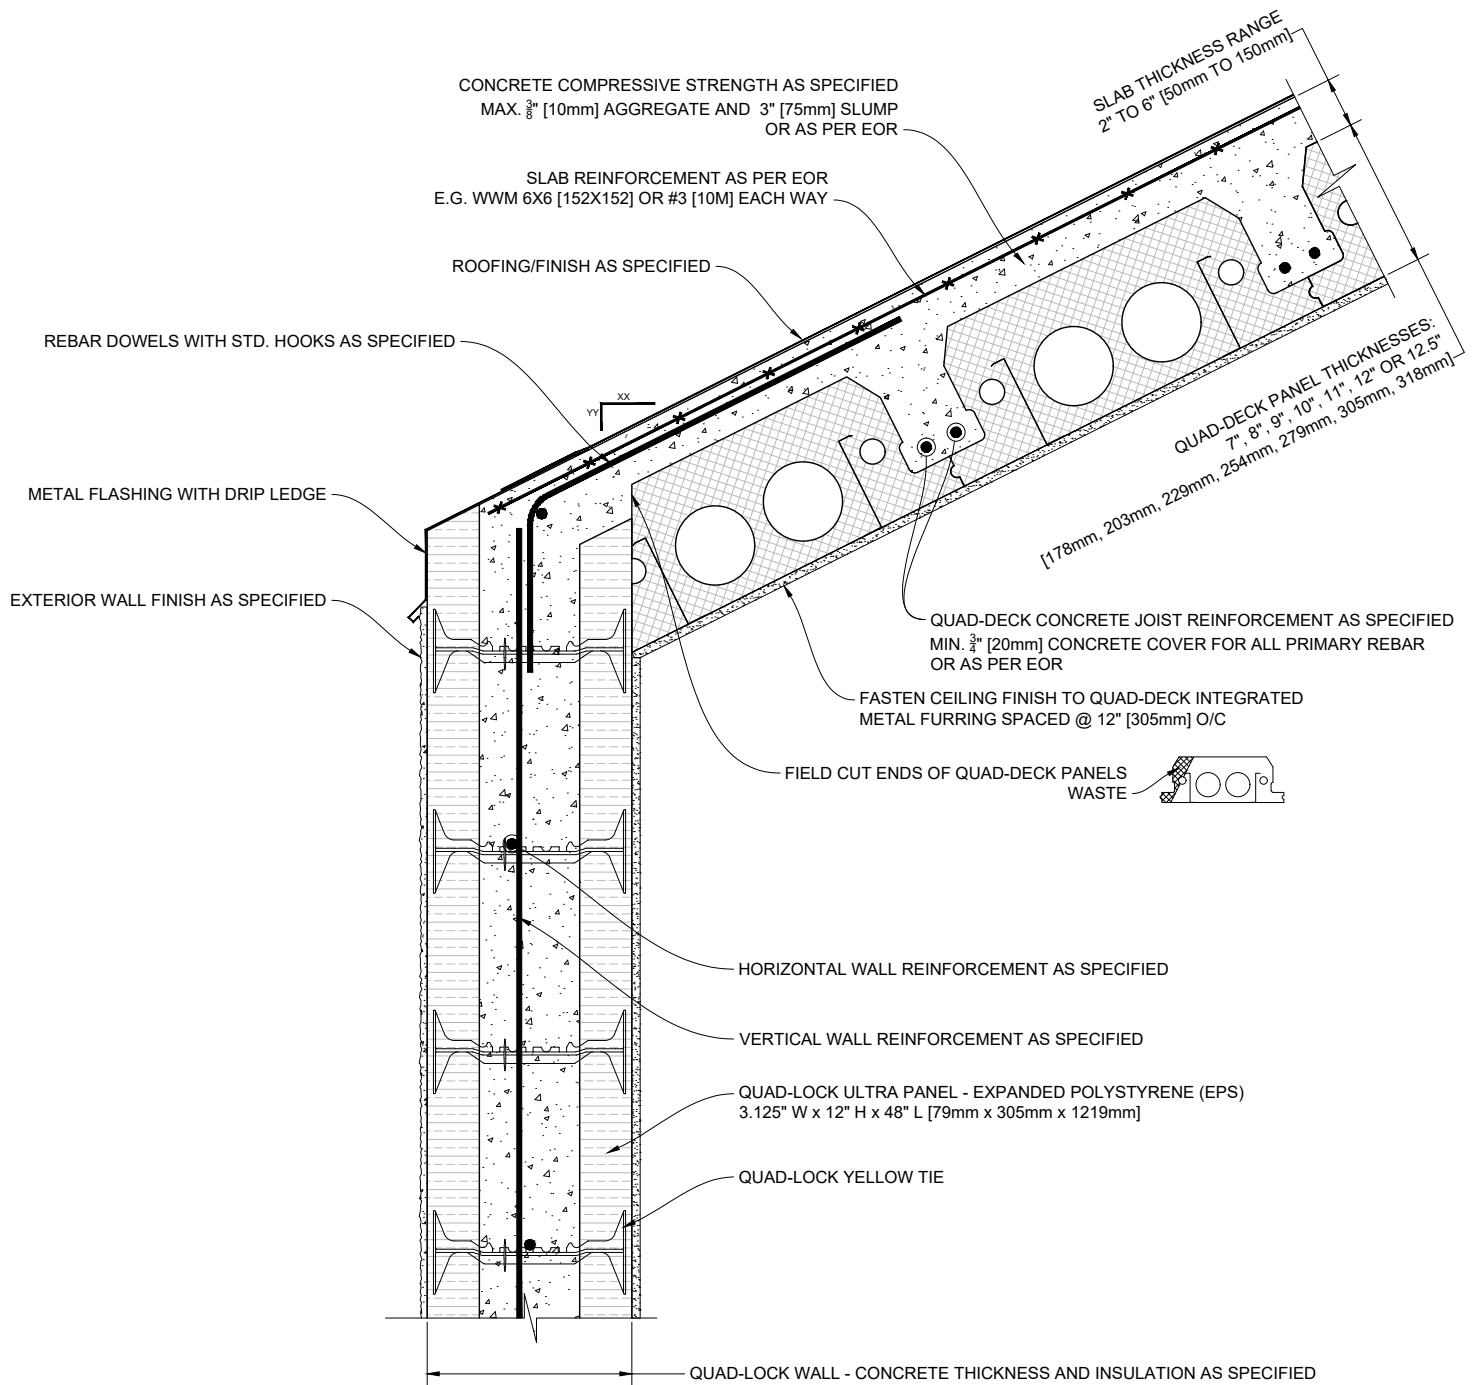 SLAB THICKNESS RANGE
2" TO 6" [50mm TO 150mm]
CONCRETE COMPRESSIVE STRENGTH AS SPECIFIED
MAX. 3/8" [10mm] AGGREGATE AND 3" [75mm] SLUMP
OR AS PER EOR
SLAB REINFORCEMENT AS PER EOR
E.G. WWM 6X6 [152X152] OR #3 [10M] EACH WAY
ROOFING/FINISH AS SPECIFIED
REBAR DOWELS WITH STD. HOOKS AS SPECIFIED
XX
YY
QUAD-DECK PANEL THICKNESSES:
7", 8", 9", 10", 11", 12" OR 12.5"
[178mm, 203mm, 229mm, 254mm, 279mm, 305mm, 318mm]
METAL FLASHING WITH DRIP LEDGE
EXTERIOR WALL FINISH AS SPECIFIED
QUAD-DECK CONCRETE JOIST REINFORCEMENT AS SPECIFIED
MIN. 3/4" [20mm] CONCRETE COVER FOR ALL PRIMARY REBAR
OR AS PER EOR
FASTEN CEILING FINISH TO QUAD-DECK INTEGRATED
METAL FURRING SPACED @ 12" [305mm] O/C
FIELD CUT ENDS OF QUAD-DECK PANELS
WASTE
HORIZONTAL WALL REINFORCEMENT AS SPECIFIED
VERTICAL WALL REINFORCEMENT AS SPECIFIED
QUAD-LOCK ULTRA PANEL - EXPANDED POLYSTYRENE (EPS)
3.125" W x 12" H x 48" L [79mm x 305mm x 1219mm]
QUAD-LOCK YELLOW TIE
QUAD-LOCK WALL - CONCRETE THICKNESS AND INSULATION AS SPECIFIED